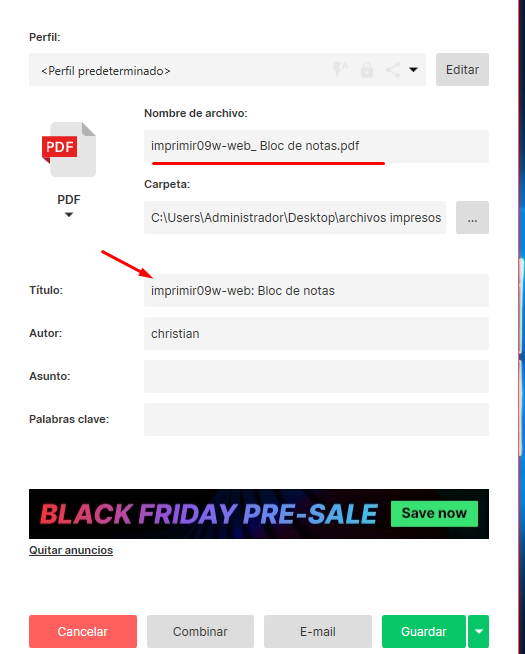 Perfil:
<Perfil predeterminado>
Editar
Nombre de archivo:
imprimir09w-web_ Bloc de notas.pdf
PDF
Carpeta:
PDF
C:\Users\Administrador\Desktop\archivos impresos
...
Título:
imprimir09w-web: Bloc de notas
Autor:
christian
Asunto:
Palabras clave:
BLACK FRIDAY PRE-SALE
Save now
Quitar anuncios
Cancelar
Combinar
E-mail
Guardar